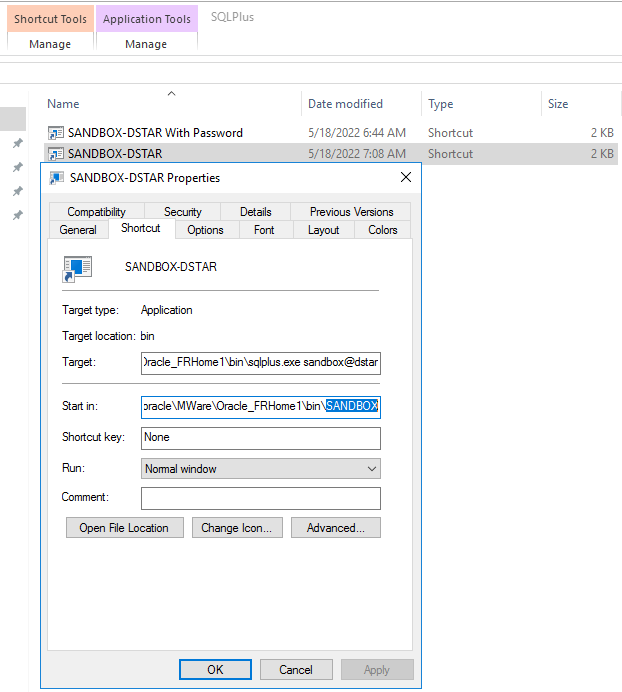 Shortcut Tools Application Tools SQLPlus
Manage Manage
Name Date modified Type Size
SANDBOX-DSTAR With Password 5/18/2022 6:44 AM Shortcut 2 KB
SANDBOX-DSTAR 5/18/2022 7:08 AM Shortcut 2 KB
SANDBOX-DSTAR Properties
Compatibility Security Details Previous Versions
General Shortcut Options Font Layout Colors
SANDBOX-DSTAR
Target type: Application
Target location: bin
Target: Oracle_FRHome1\bin\sqlplus.exe sandbox@dstar
Start in: oracle\MWare\Oracle_FRHome1\bin\SANDBOX
Shortcut key: None
Run: Normal window
Comment:
Open File Location Change Icon... Advanced...
OK Cancel Apply